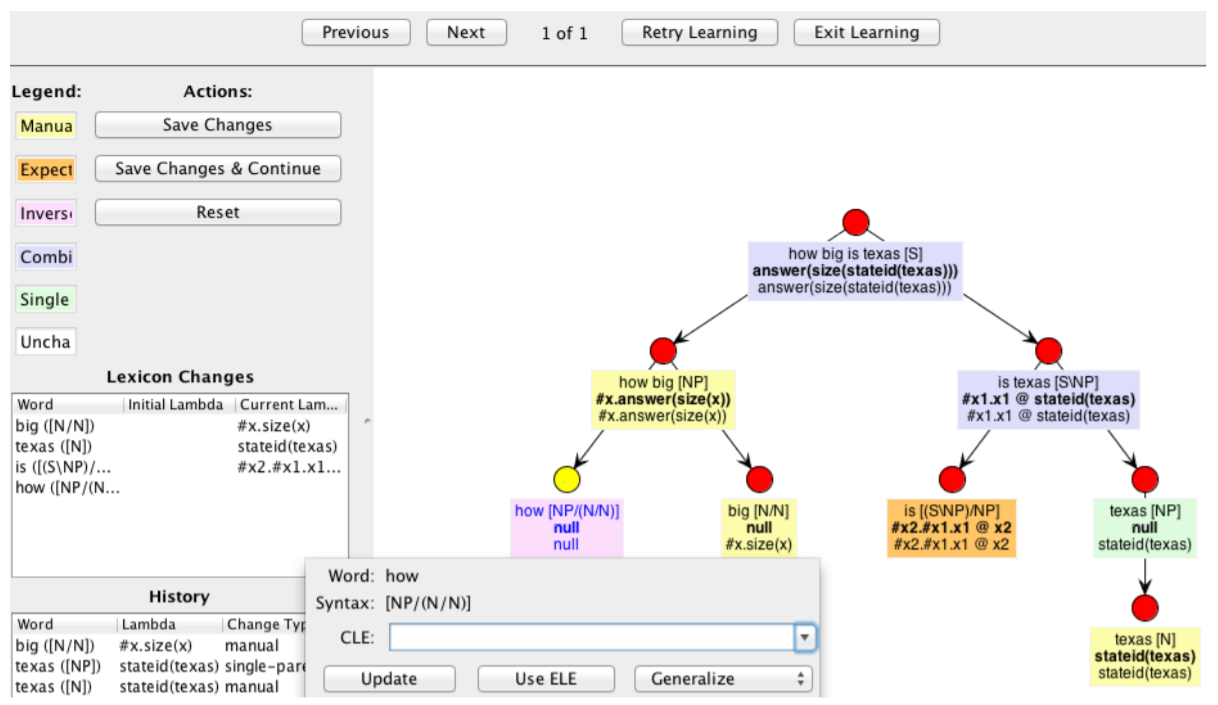 Previous Next 1 of 1 Retry Learning Exit Learning
Legend: Actions:
Manua Save Changes
Expect Save Changes & Continue
Invers Reset
Combi
Single
Uncha
Lexicon Changes
Word Initial Lambda Current Lam...
big ([N/N]) #x.size(x)
texas ([N]) stateid(texas)
is ([(S\NP)/... #x2.#x1.x1...
how ([NP/(N...
History
Word Lambda Change Typ
big ([N/N]) #x.size(x) manual
texas ([NP]) stateid(texas) single-pare
texas ([N]) stateid(texas) manual
how big is texas [S]
answer(size(stateid(texas)))
answer(size(stateid(texas)))
how big [NP]
#x.answer(size(x))
#x.answer(size(x))
is texas [S\NP]
#x1.x1 @ stateid(texas)
#x1.x1 @ stateid(texas)
how [NP/(N/N)]
null
null
big [N/N]
null
#x.size(x)
is [(S\NP)/NP]
#x2.#x1.x1 @ x2
#x2.#x1.x1 @ x2
texas [NP]
null
stateid(texas)
texas [N]
stateid(texas)
stateid(texas)
Word: how
Syntax: [NP/(N/N)]
CLE:
Update Use ELE Generalize